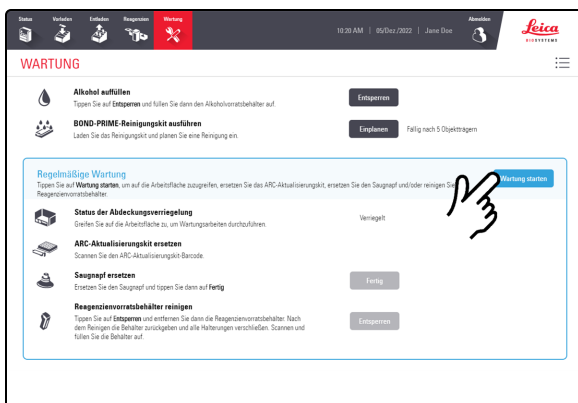 Status Vorladen Entladen Reagenzien Wartung Abmelden
10:20 AM | 05/Dez./2022 | Jane Doe
Leica
BIOSYSTEMS
WARTUNG
Alkohol auffüllen
Tippen Sie auf Entsperren und füllen Sie dann den Alkoholvorratsbehälter auf.
Entsperren
BOND-PRIME-Reinigungskit ausführen
Laden Sie das Reinigungskit und planen Sie eine Reinigung ein.
Einplanen
Fällig nach 5 Objektträgern
Regelmäßige Wartung
Tippen Sie auf Wartung starten, um auf die Arbeitsfläche zuzugreifen, ersetzen Sie das ARC-Aktualisierungskit, ersetzen Sie den Saugnapf und/oder reinigen Sie
Reagenzienvorratsbehälter.
Wartung starten
Status der Abdeckungsverriegelung
Greifen Sie auf die Arbeitsfläche zu, um Wartungsarbeiten durchzuführen.
Verriegelt
ARC-Aktualisierungskit ersetzen
Scannen Sie den ARC-Aktualisierungskit-Barcode.
Saugnapf ersetzen
Ersetzen Sie den Saugnapf und tippen Sie dann auf Fertig
Fertig
Reagenzienvorratsbehälter reinigen
Tippen Sie auf Entsperren und entfernen Sie dann die Reagenzienvorratsbehälter. Nach
dem Reinigen die Behälter zurückgeben und alle Halterungen verschließen. Scannen und
füllen Sie die Behälter auf.
Entsperren